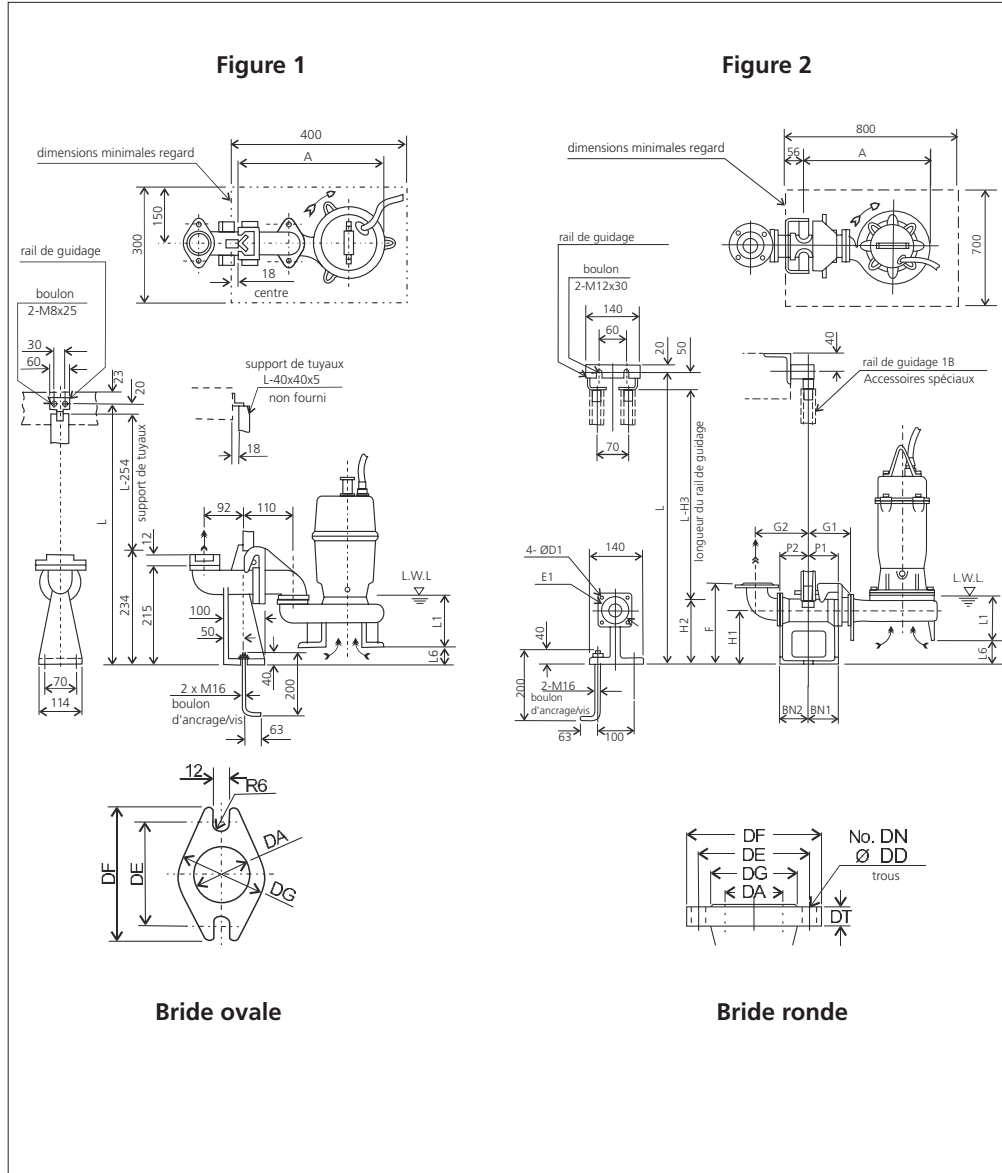 Figure 1
400
dimensions minimales regard
A
150
300
rail de guidage
boulon
2-M8x25
18
centre
30
60
23
20
support de tuyaux
L-40x40x5
non fourni
18
L
L-254
support de tuyaux
12
92
110
234
215
L.W.L
100
50
L1
L6
40
200
70
114
2 x M16
boulon
d'ancrage/vis
63
12
R6
DF
DE
DA
DG
Bride ovale
Figure 2
800
dimensions minimales regard
56
A
700
rail de guidage
boulon
2-M12x30
140
60
20
50
40
rail de guidage 1B
Accessoires spéciaux
70
L
L-H3
longueur du rail de guidage
G2
G1
P2
P1
4- ØD1
140
E1
L.W.L.
40
H2
F
H1
L1
L6
200
2-M16
boulon
d'ancrage/vis
63
100
BN2
BN1
DF
DE
DG
DA
No. DN
Ø DD
trous
DT
Bride ronde